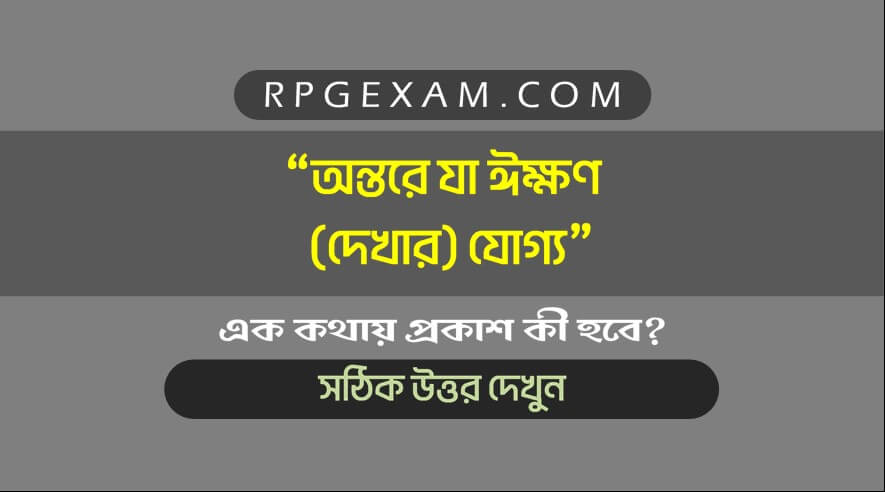 RPGEXAM.COM
“অন্তরে যা ঈক্ষণ
(দেখার) যোগ্য”
এক কথায় প্রকাশ কী হবে?
সঠিক উত্তর দেখুন